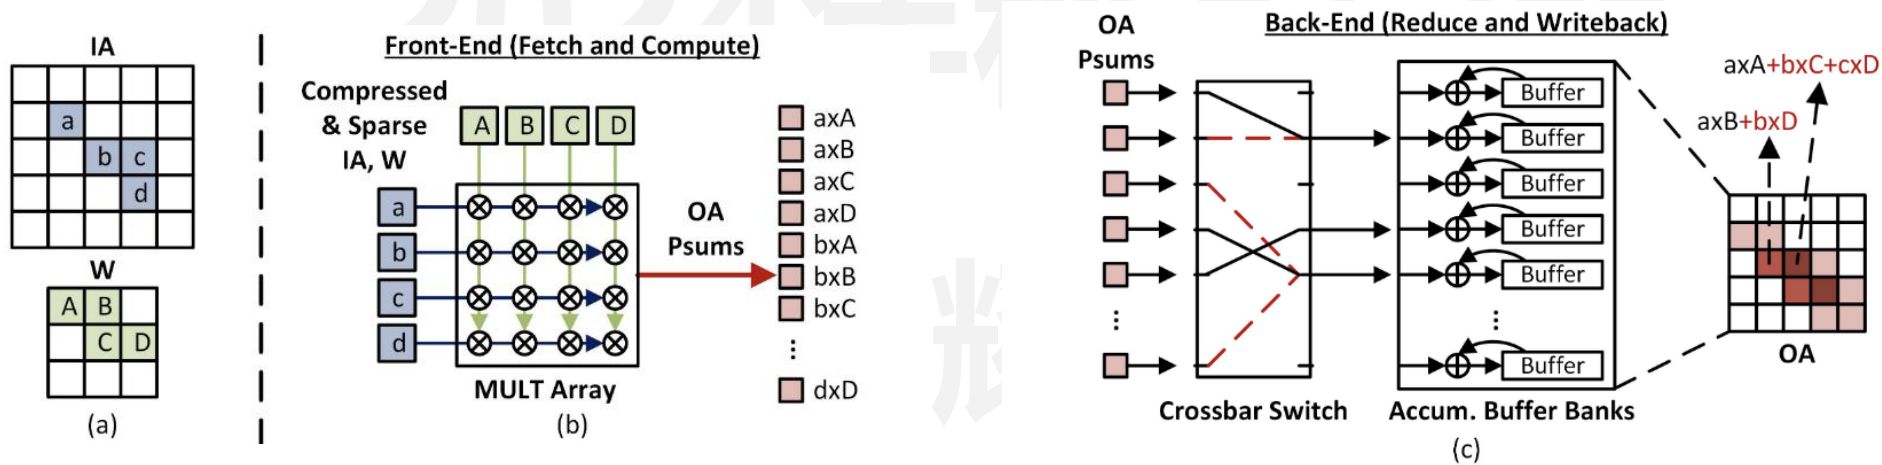 IA
a
b c
d
W
A B
C D
(a)
Front-End (Fetch and Compute)
Compressed
& Sparse
IA, W
A B C D
a
b
c
d
MULT Array
OA
Psums
axA
axB
axC
axD
bxA
bxB
bxC
⋮
dxD
(b)
Back-End (Reduce and Writeback)
OA
Psums
⋮
Crossbar Switch
Buffer
Buffer
Buffer
Buffer
Buffer
⋮
Buffer
Accum. Buffer Banks
axA+bxC+cxD
axB+bxD
OA
(c)